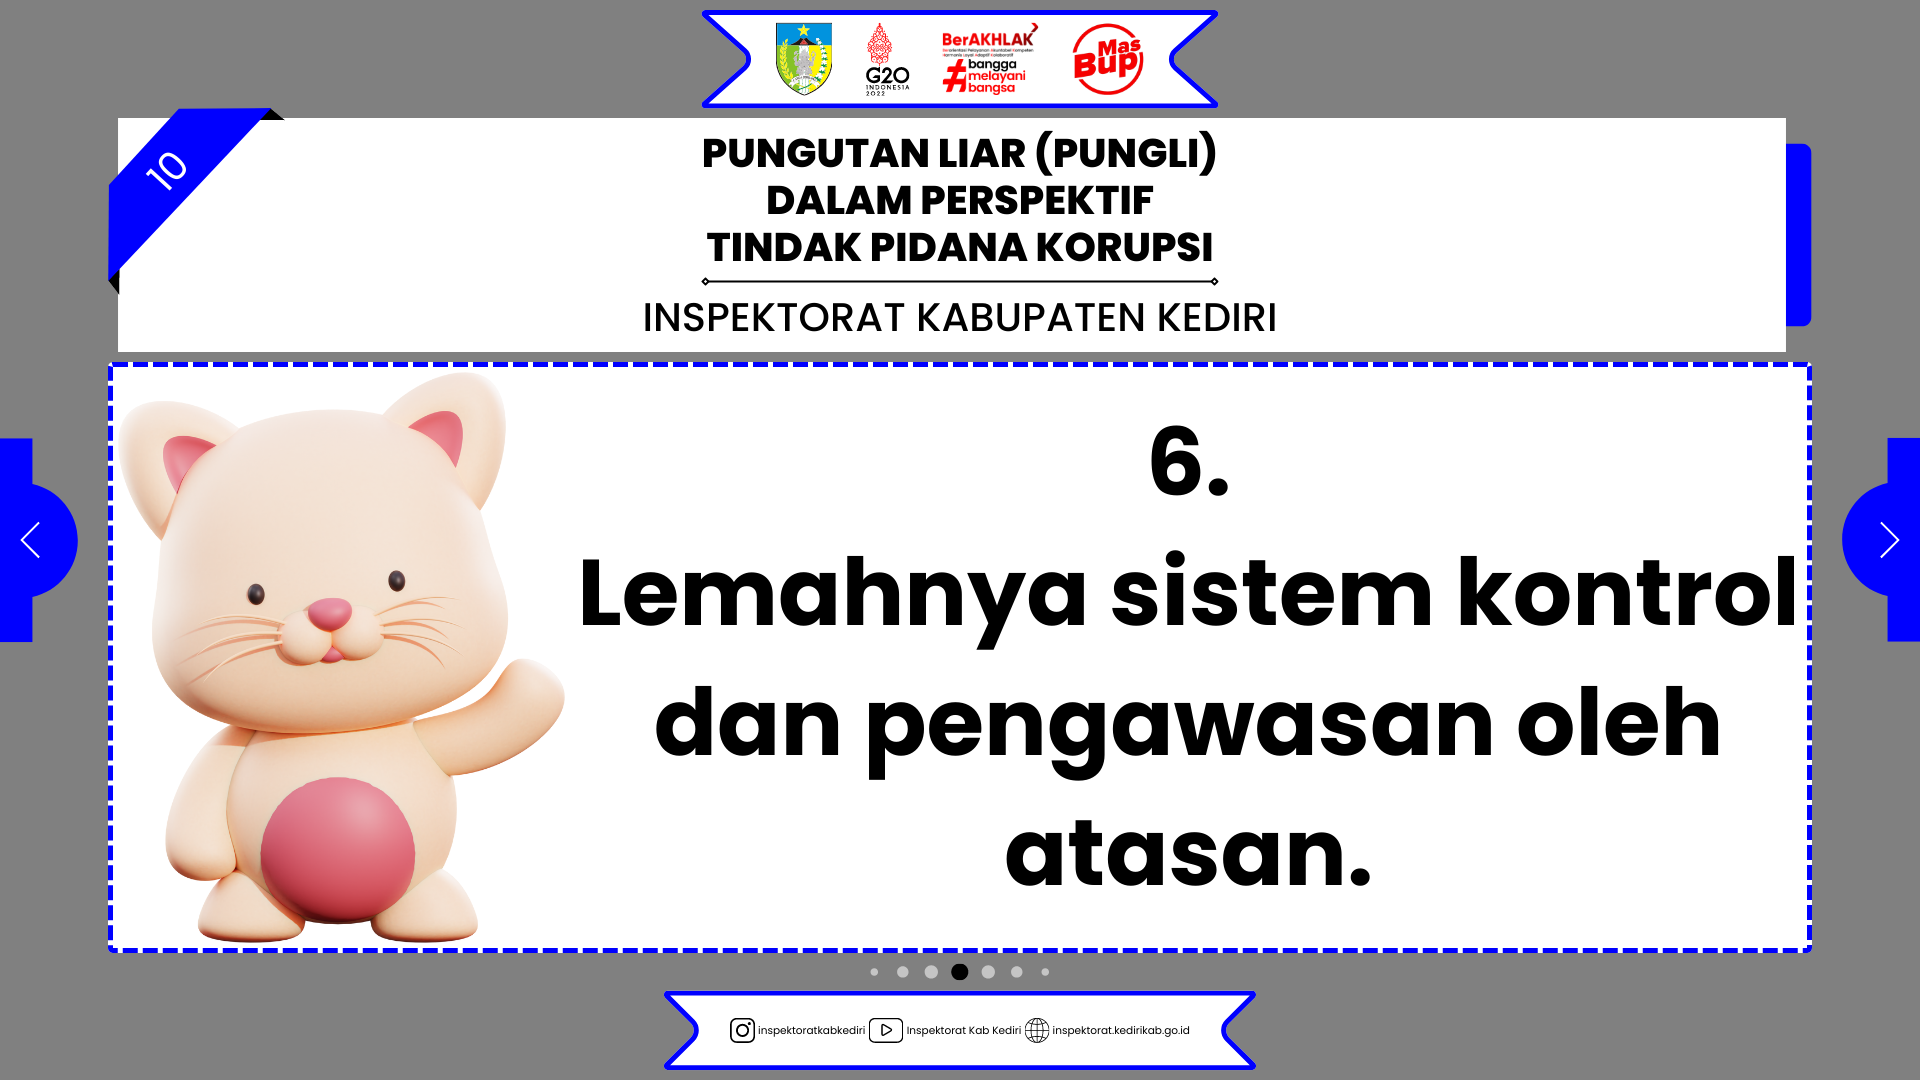 G20
INDONESIA
2022
BerAKHLAK
#bangga
melayani
bangsa
Mas
Bup
10
PUNGUTAN LIAR (PUNGLI)
DALAM PERSPEKTIF
TINDAK PIDANA KORUPSI
INSPEKTORAT KABUPATEN KEDIRI
6.
Lemahnya sistem kontrol
dan pengawasan oleh
atasan.
inspektoratkabkediri Inspektorat Kab Kediri inspektorat.kedirikab.go.id